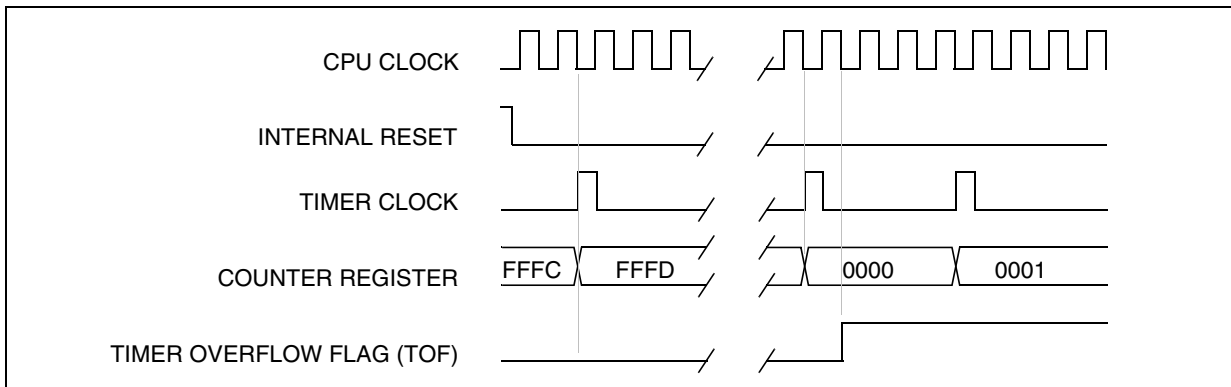 CPU CLOCK
INTERNAL RESET
TIMER CLOCK
COUNTER REGISTER
FFFC
FFFD
0000
0001
TIMER OVERFLOW FLAG (TOF)